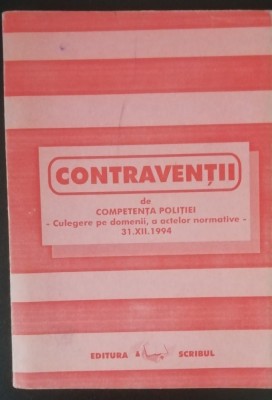 CONTRAVENȚII
de
COMPETENȚA POLIȚIEI
- Culegere pe domenii, a actelor normative -
31.XII.1994
EDITURA & SCRIBUL